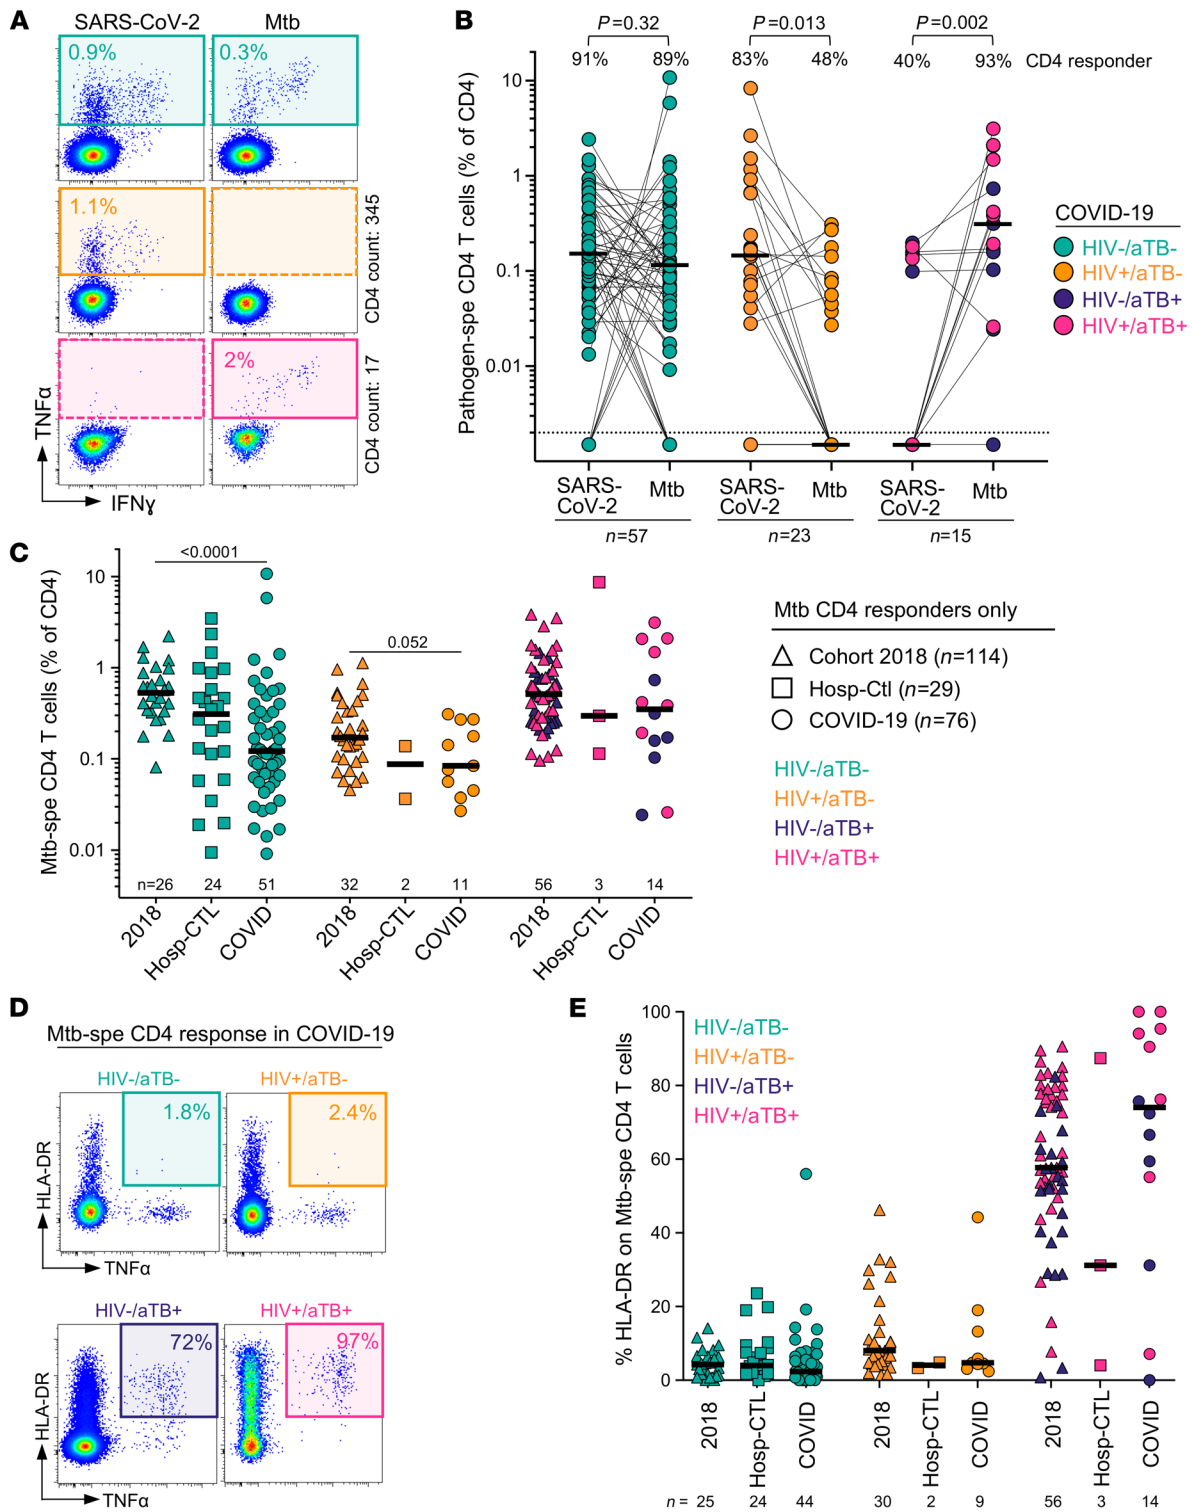 A
SARS-CoV-2 Mtb
0.9% 0.3%
1.1%
CD4 count: 345
2%
CD4 count: 17
TNFα
IFNɣ
B
P=0.32 P=0.013 P=0.002
91% 89% 83% 48% 40% 93% CD4 responder
Pathogen-spe CD4 T cells (% of CD4)
10
1
0.1
0.01
SARS-CoV-2 Mtb SARS-CoV-2 Mtb SARS-CoV-2 Mtb
n=57 n=23 n=15
COVID-19
HIV-/aTB-
HIV+/aTB-
HIV-/aTB+
HIV+/aTB+
C
Mtb-spe CD4 T cells (% of CD4)
10
1
0.1
0.01
<0.0001
0.052
n=26 24 51 32 2 11 56 3 14
2018 Hosp-CTL COVID 2018 Hosp-CTL COVID 2018 Hosp-CTL COVID
Mtb CD4 responders only
Cohort 2018 (n=114)
Hosp-Ctl (n=29)
COVID-19 (n=76)
HIV-/aTB-
HIV+/aTB-
HIV-/aTB+
HIV+/aTB+
D
Mtb-spe CD4 response in COVID-19
HIV-/aTB- HIV+/aTB-
1.8% 2.4%
HLA-DR
TNFα
HIV-/aTB+ HIV+/aTB+
72% 97%
HLA-DR
TNFα
E
% HLA-DR on Mtb-spe CD4 T cells
100
80
60
40
20
0
HIV-/aTB-
HIV+/aTB-
HIV-/aTB+
HIV+/aTB+
2018 Hosp-CTL COVID 2018 Hosp-CTL COVID 2018 Hosp-CTL COVID
n = 25 24 44 30 2 9 56 3 14